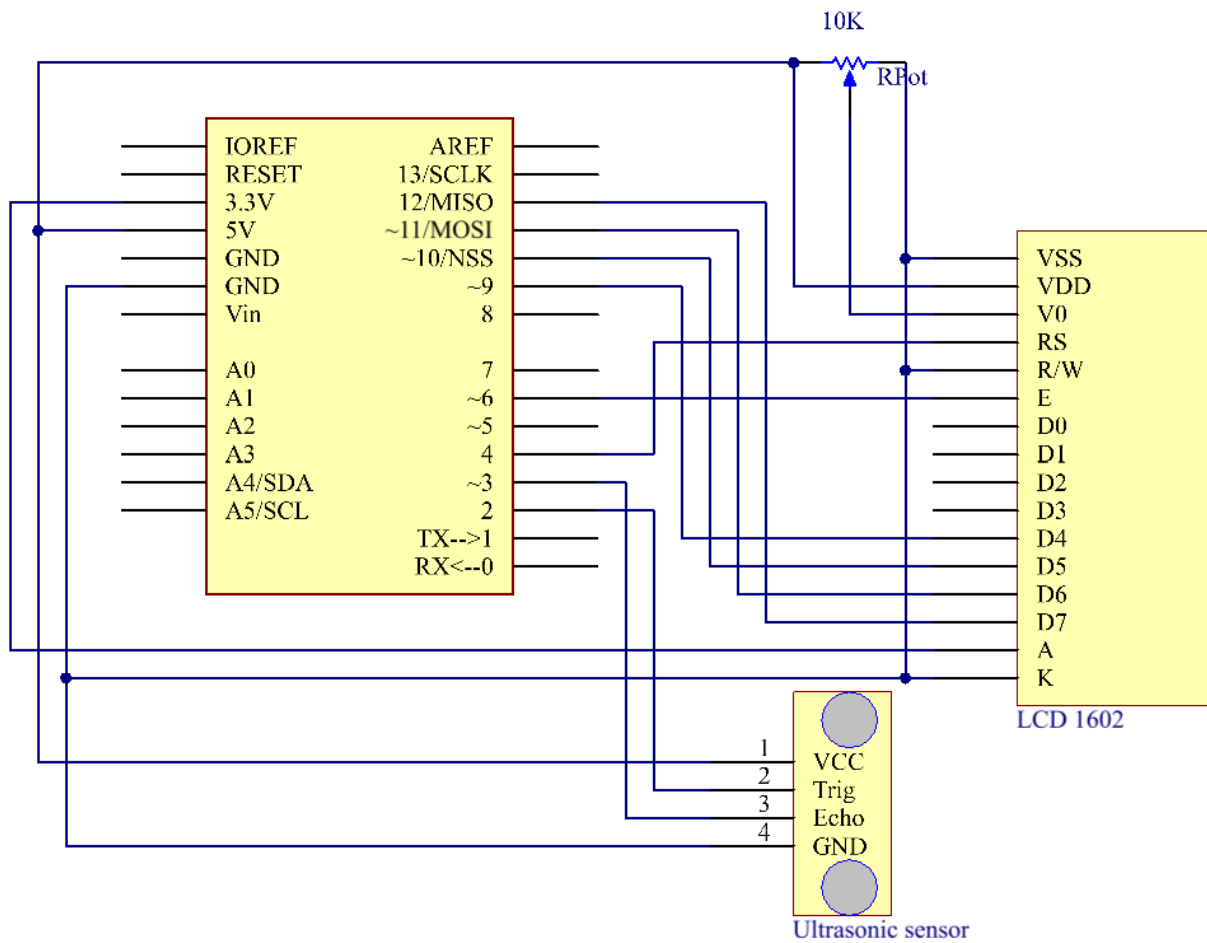 10K
RPot
IOREF
RESET
3.3V
5V
GND
GND
Vin
A0
A1
A2
A3
A4/SDA
A5/SCL
AREF
13/SCLK
12/MISO
~11/MOSI
~10/NSS
~9
8
7
~6
~5
4
~3
2
TX-->1
RX<--0
VSS
VDD
V0
RS
R/W
E
D0
D1
D2
D3
D4
D5
D6
D7
A
K
LCD 1602
1
2
3
4
VCC
Trig
Echo
GND
Ultrasonic sensor